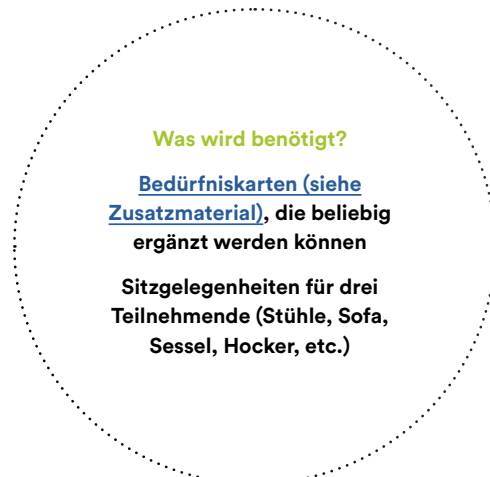 Was wird benötigt?
Bedürfniskarten (siehe
Zusatzmaterial), die beliebig
ergänzt werden können
Sitzgelegenheiten für drei
Teilnehmende (Stühle, Sofa,
Sessel, Hocker, etc.)